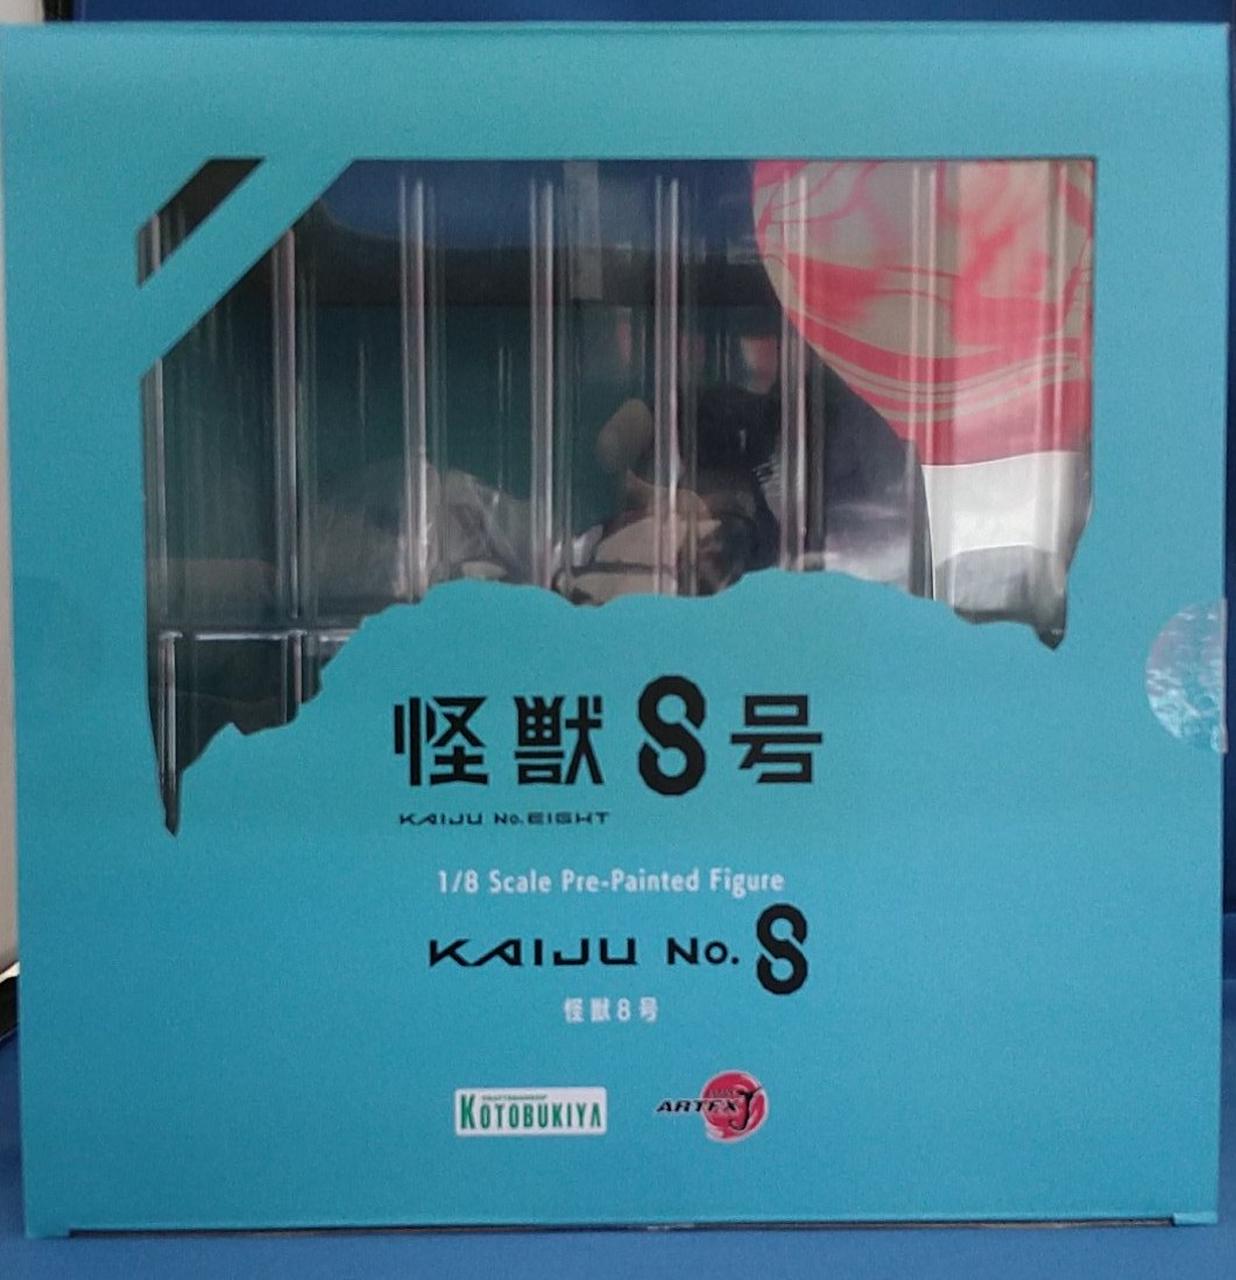 怪獣8号
KAIJU No. EIGHT
1/8 Scale Pre-Painted Figure
KAIJU No. 8
怪獣8号
KOTOBUKIYA
ARTFX J